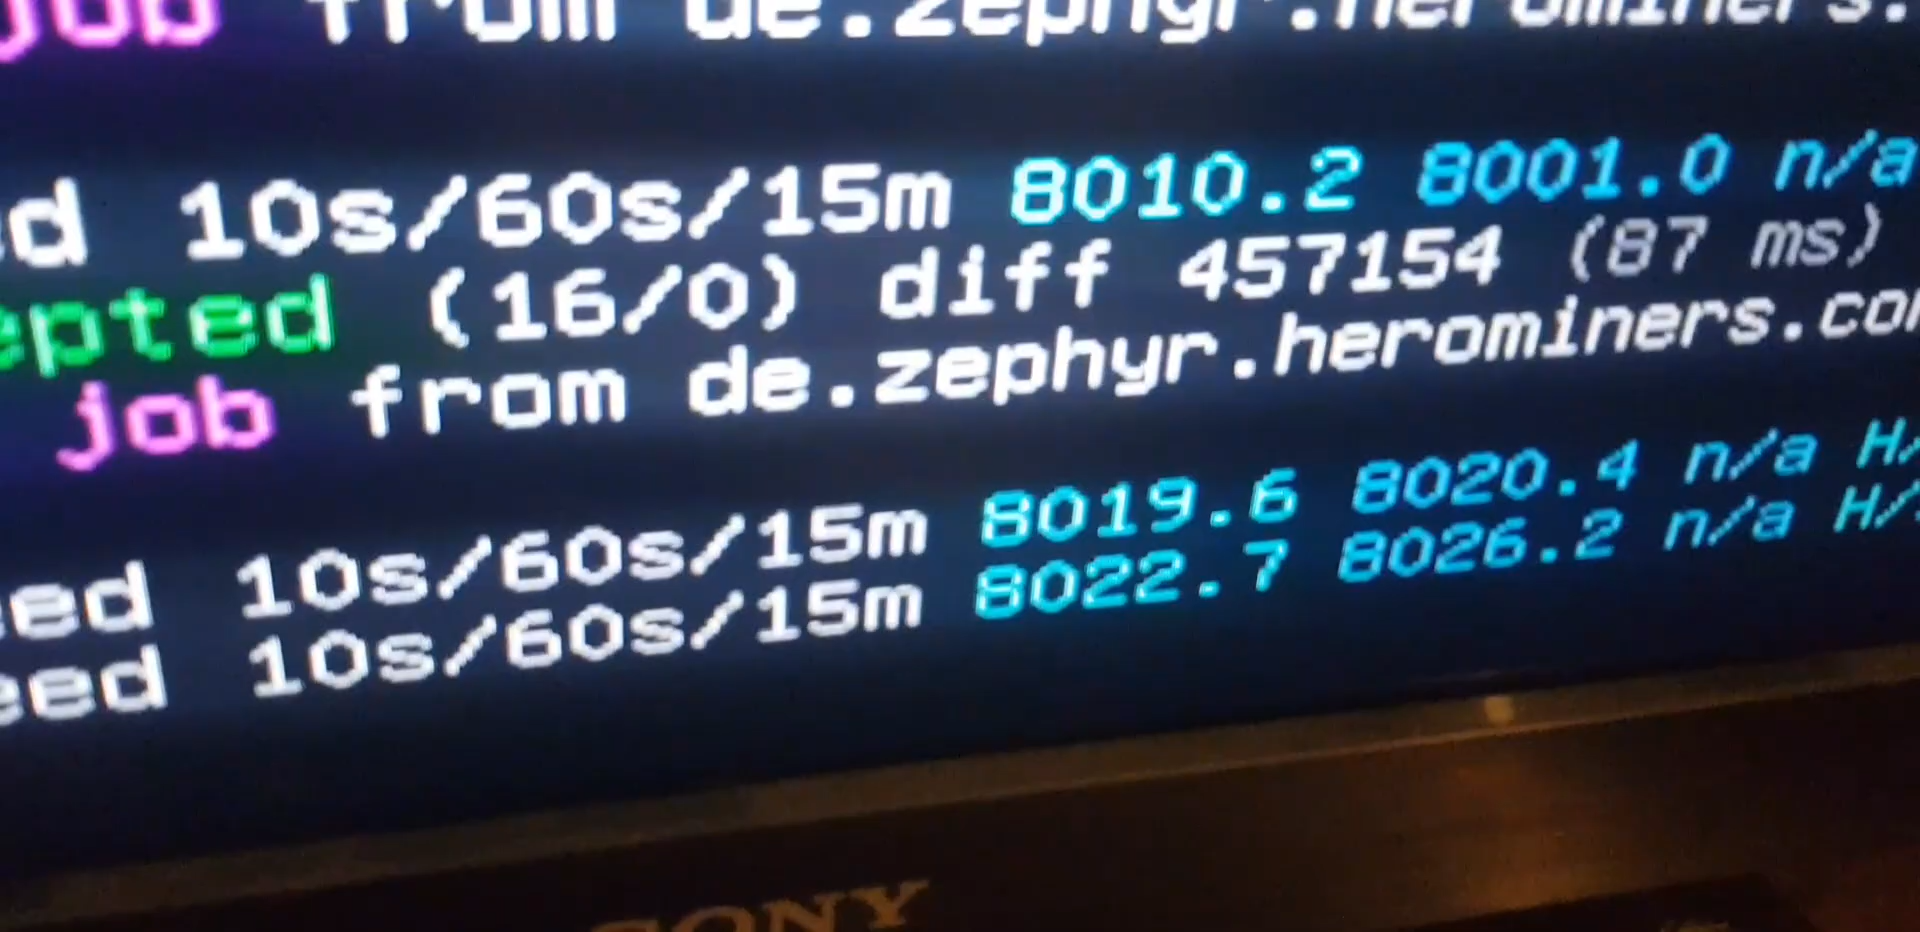 job from de.zephyr.herominers.
ed 10s/60s/15m 8010.2 8001.0 n/a
epted (16/0) diff 457154 (87 ms)
job from de.zephyr.herominers.com
eed 10s/60s/15m 8019.6 8020.4 n/a H/
eed 10s/60s/15m 8022.7 8026.2 n/a H/s
SONY